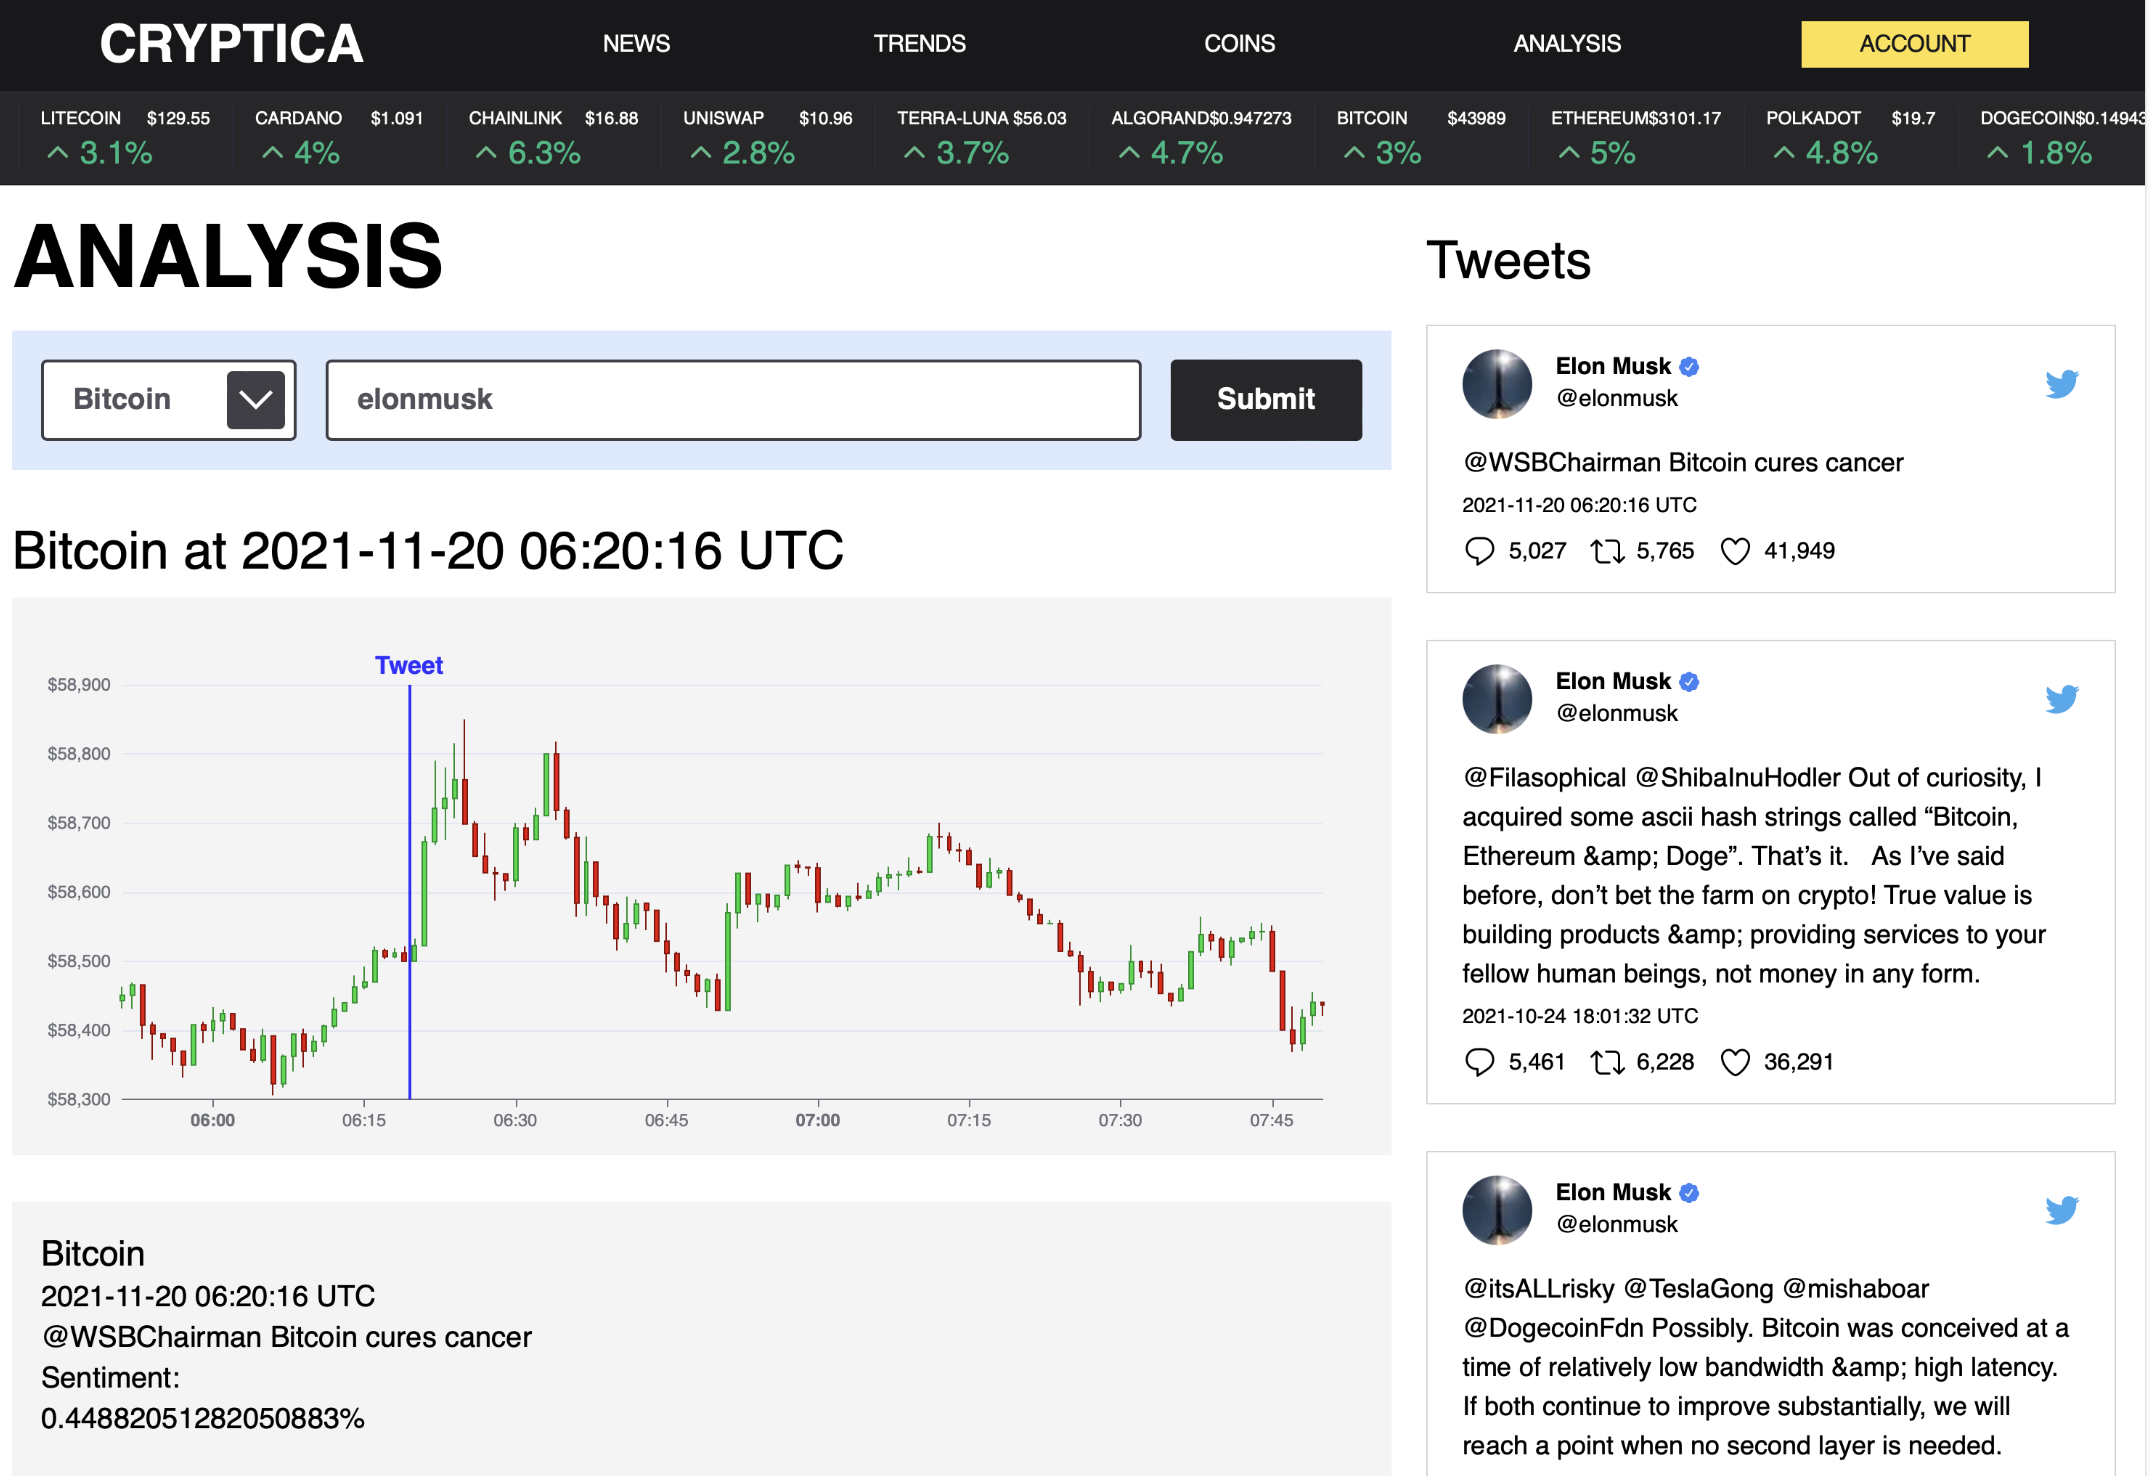 CRYPTICA NEWS TRENDS COINS ANALYSIS ACCOUNT
LITECOIN $129.55 CARDANO $1.091 CHAINLINK $16.88 UNISWAP $10.96 TERRA-LUNA $56.03 ALGORAND$0.947273 BITCOIN $43989 ETHEREUM$3101.17 POLKADOT $19.7 DOGECOIN$0.14943
3.1% 4% 6.3% 2.8% 3.7% 4.7% 3% 5% 4.8% 1.8%
ANALYSIS
Bitcoin elonmusk Submit
Bitcoin at 2021-11-20 06:20:16 UTC
Tweet
$58,900
$58,800
$58,700
$58,600
$58,500
$58,400
$58,300
06:00 06:15 06:30 06:45 07:00 07:15 07:30 07:45
Bitcoin
2021-11-20 06:20:16 UTC
@WSBChairman Bitcoin cures cancer
Sentiment:
0.44882051282050883%
Tweets
Elon Musk
@elonmusk
@WSBChairman Bitcoin cures cancer
2021-11-20 06:20:16 UTC
5,027 5,765 41,949
Elon Musk
@elonmusk
@Filasophical @ShibaInuHodler Out of curiosity, I
acquired some ascii hash strings called “Bitcoin,
Ethereum &amp; Doge”. That’s it. As I’ve said
before, don’t bet the farm on crypto! True value is
building products &amp; providing services to your
fellow human beings, not money in any form.
2021-10-24 18:01:32 UTC
5,461 6,228 36,291
Elon Musk
@elonmusk
@itsALLrisky @TeslaGong @mishaboar
@DogecoinFdn Possibly. Bitcoin was conceived at a
time of relatively low bandwidth &amp; high latency.
If both continue to improve substantially, we will
reach a point when no second layer is needed.